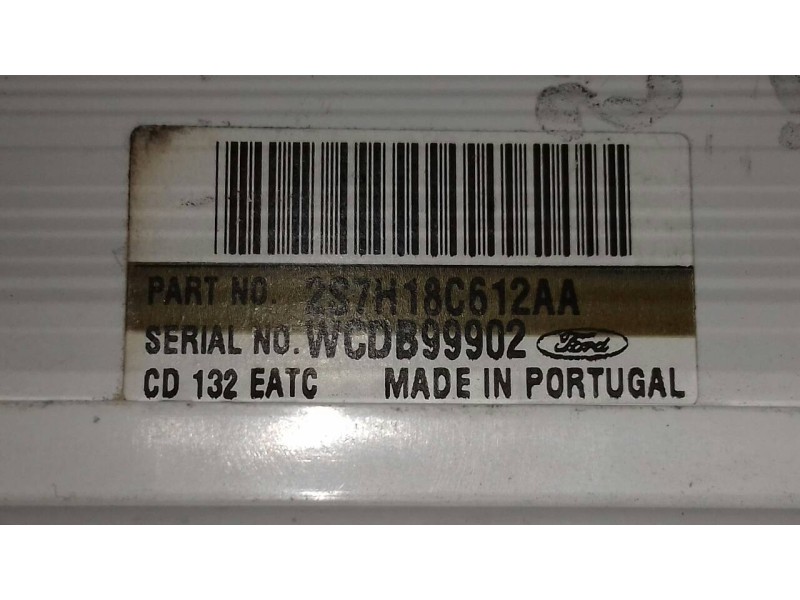 PART NO. 2S7H18C612AA
SERIAL NO. WCDB99902 Ford
CD 132 EATC MADE IN PORTUGAL